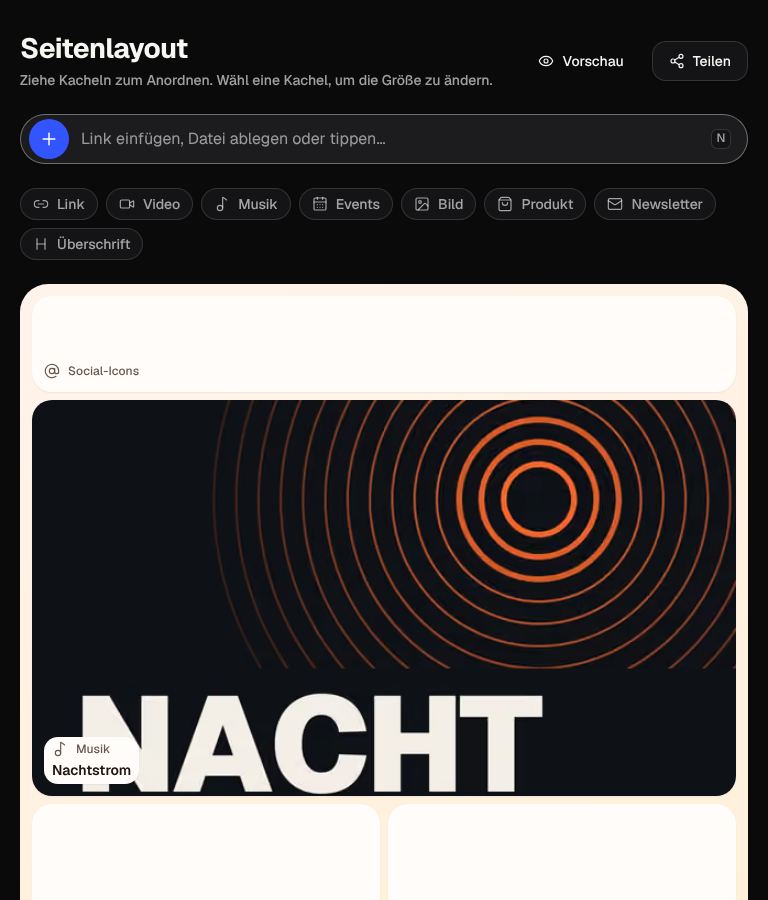 Seitenlayout
Ziehe Kacheln zum Anordnen. Wähl eine Kachel, um die Größe zu ändern.
Vorschau
Teilen
Link einfügen, Datei ablegen oder tippen…
N
Link
Video
Musik
Events
Bild
Produkt
Newsletter
Überschrift
Social-Icons
NACHT
Musik
Nachtstrom